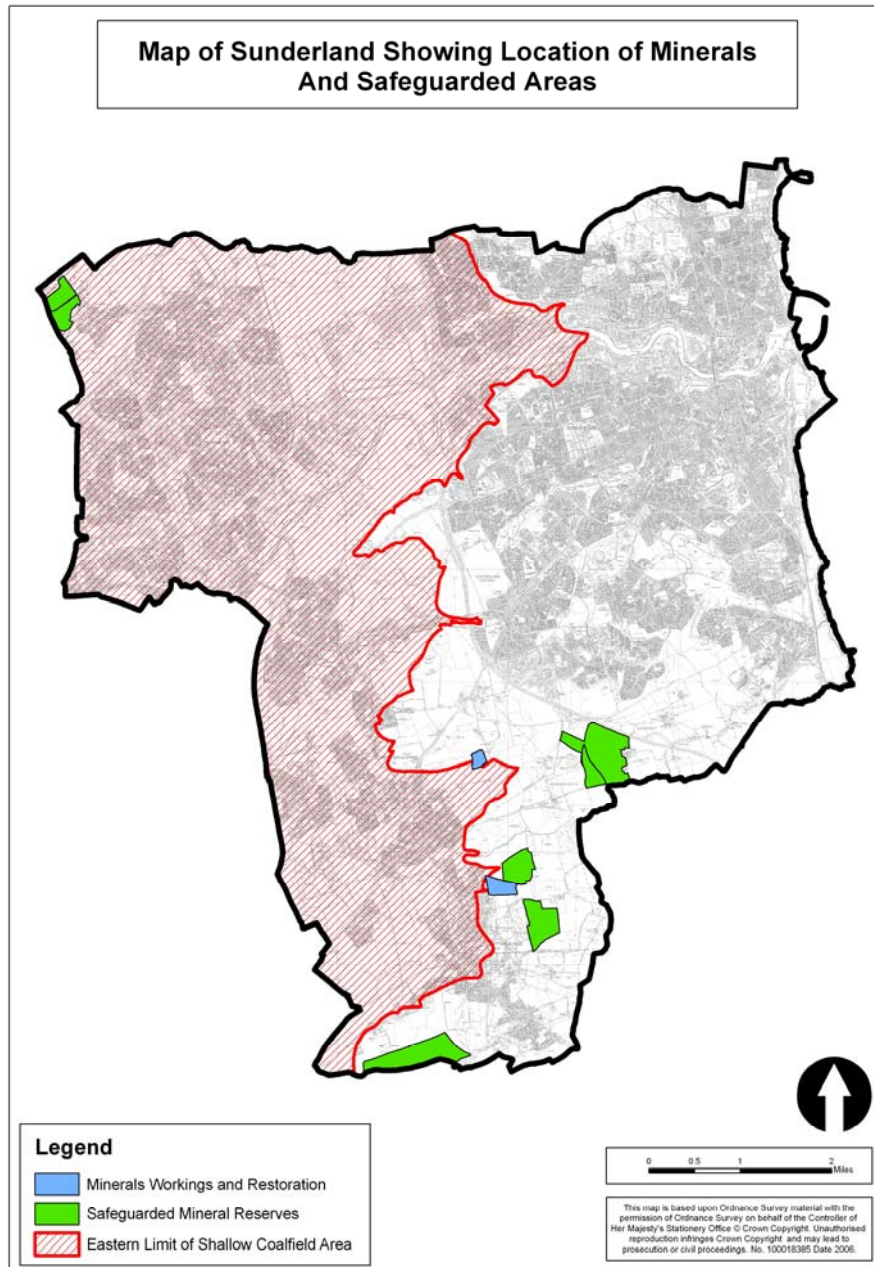 Map of Sunderland Showing Location of Minerals
And Safeguarded Areas
Legend
Minerals Workings and Restoration
Safeguarded Mineral Reserves
Eastern Limit of Shallow Coalfield Area
0 0.5 1 2
Miles
This map is based upon Ordnance Survey material with the
permission of Ordnance Survey on behalf of the Controller of
Her Majesty's Stationery Office © Crown Copyright. Unauthorised
reproduction infringes Crown Copyright and may lead to
prosecution or civil proceedings. No. 100018385 Date 2006.